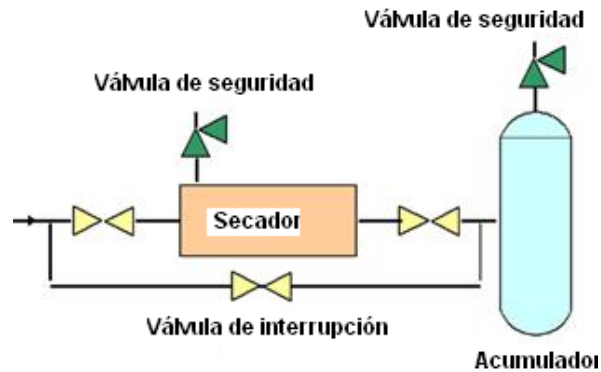 Válvula de seguridad
Válvula de seguridad
Secador
Válvula de interrupción
Acumulador